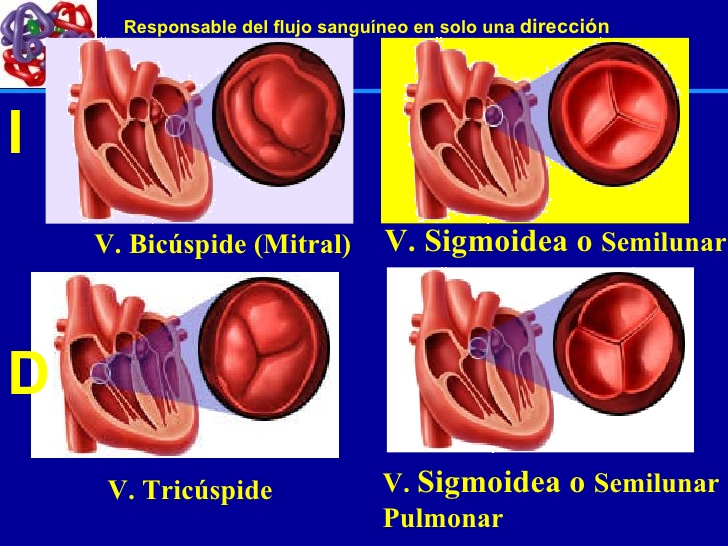 Responsable del flujo sanguíneo en solo una dirección
I
V. Bicúspide (Mitral)
V. Sigmoidea o Semilunar
D
V. Tricúspide
V. Sigmoidea o Semilunar
Pulmonar